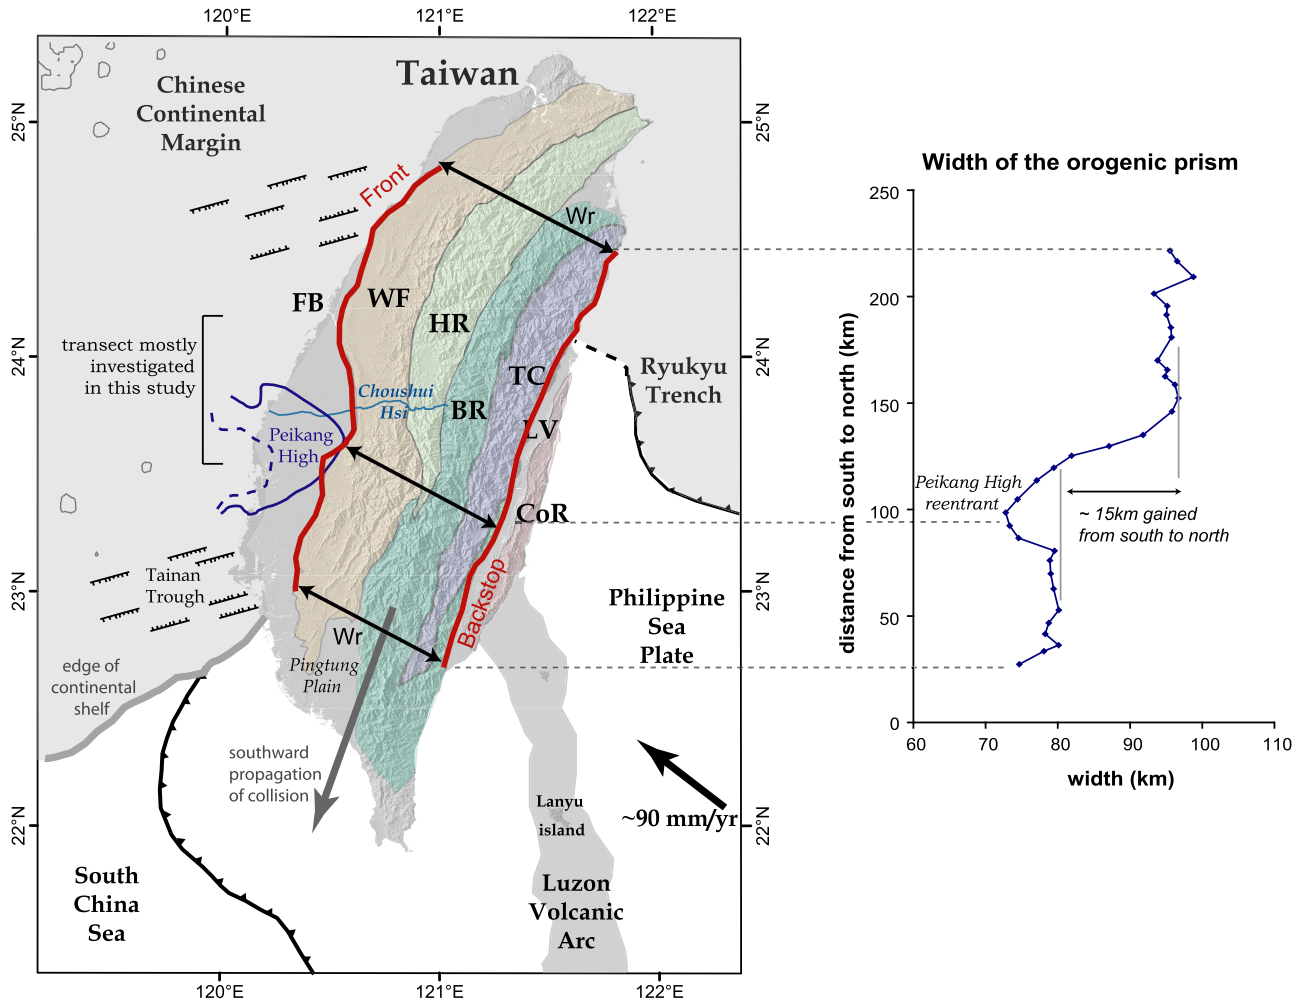 120°E
121°E
122°E
Taiwan
Chinese
Continental
Margin
25°N
25°N
Front
Wr
FB
WF
HR
transect mostly
investigated
in this study
24°N
24°N
Ryukyu
Trench
TC
Choushui
Hsi
BR
LV
Peikang
High
CoR
Tainan
Trough
23°N
23°N
Backstop
Philippine
Sea
Plate
Wr
Pingtung
Plain
edge of
continental
shelf
southward
propagation
of collision
~90 mm/yr
22°N
22°N
Lanyu
island
South
China
Sea
Luzon
Volcanic
Arc
120°E
121°E
122°E
Width of the orogenic prism
distance from south to north (km)
250
200
150
100
50
0
Peikang High
reentrant
~ 15km gained
from south to north
60
70
80
90
100
110
width (km)